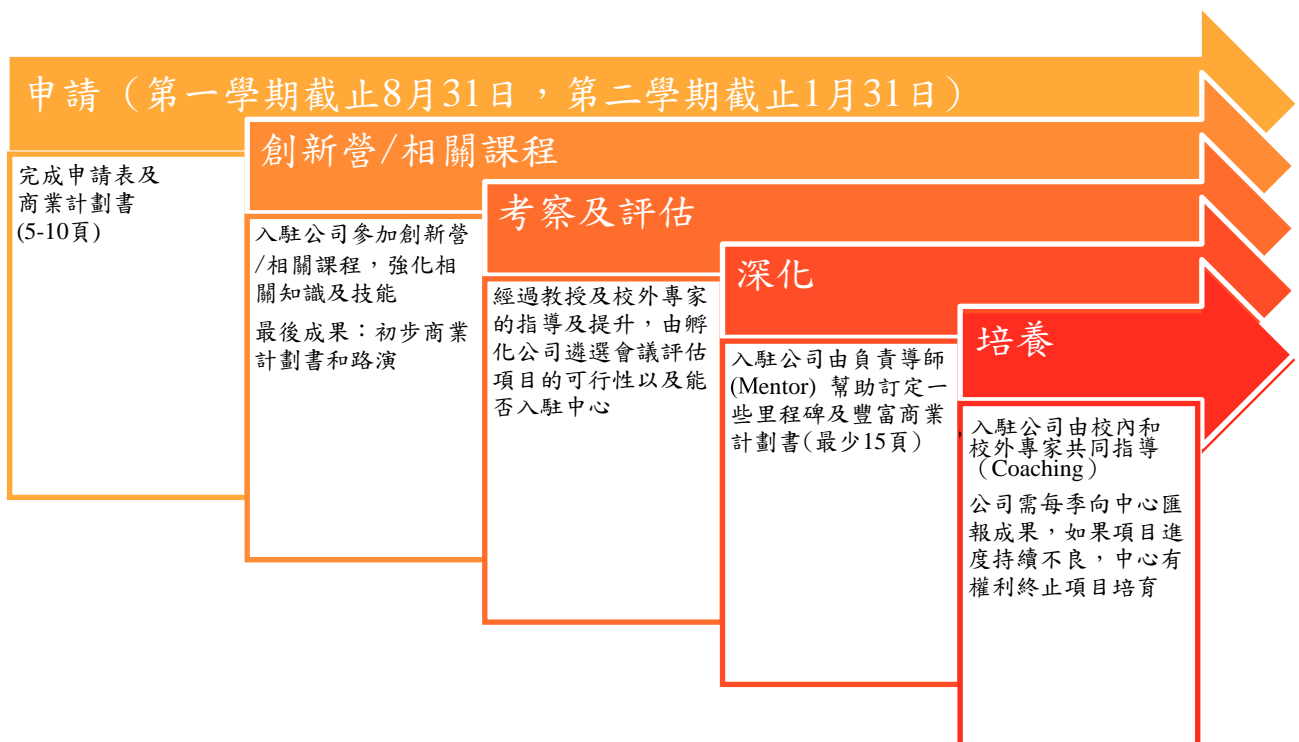 申請（第一學期截止8月31日，第二學期截止1月31日）
完成申請表及
商業計劃書
(5-10頁)
創新營/相關課程
入駐公司參加創新營
/相關課程，強化相
關知識及技能
最後成果：初步商業
計劃書和路演
考察及評估
經過教授及校外專家
的指導及提升，由孵
化公司遴選會議評估
項目的可行性以及能
否入駐中心
深化
入駐公司由負責導師
(Mentor) 幫助訂定一
些里程碑及豐富商業
計劃書(最少15頁)
培養
,入駐公司由校內和
校外專家共同指導
（Coaching）
公司需每季向中心匯
報成果，如果項目進
度持續不良，中心有
權利終止項目培育